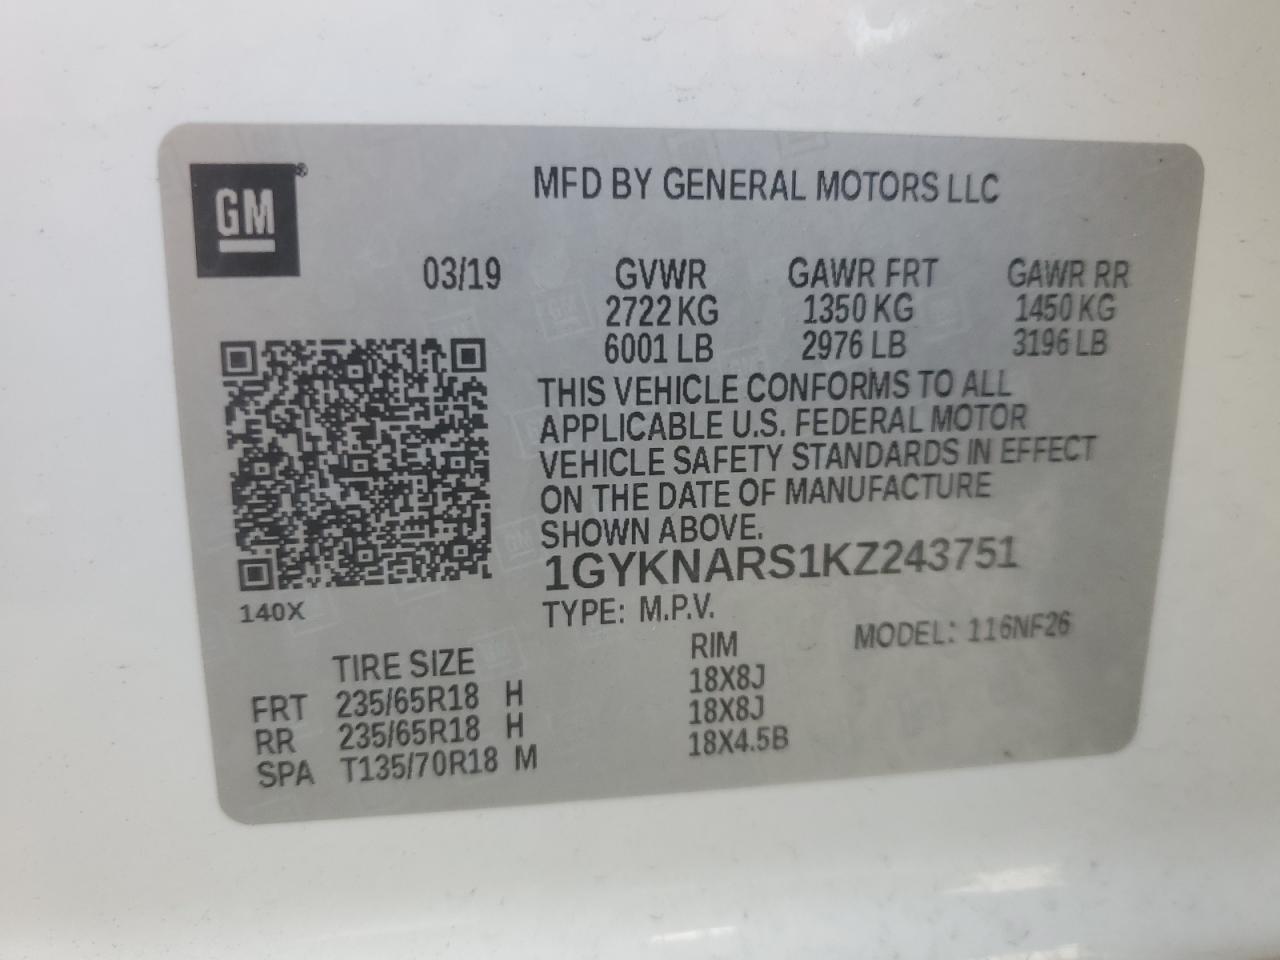 GM®
MFD BY GENERAL MOTORS LLC
03/19 GVWR GAWR FRT GAWR RR
2722 KG 1350 KG 1450 KG
6001 LB 2976 LB 3196 LB
THIS VEHICLE CONFORMS TO ALL
APPLICABLE U.S. FEDERAL MOTOR
VEHICLE SAFETY STANDARDS IN EFFECT
ON THE DATE OF MANUFACTURE
SHOWN ABOVE.
1GYKNARS1KZ243751
140X
TYPE: M.P.V. MODEL: 116NF26
TIRE SIZE RIM
FRT 235/65R18 H 18X8J
RR 235/65R18 H 18X8J
SPA T135/70R18 M 18X4.5B